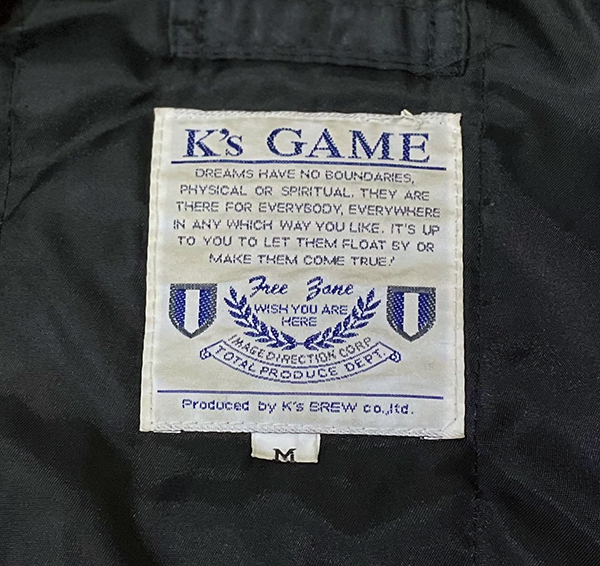 K's GAME
DREAMS HAVE NO BOUNDARIES,
PHYSICAL OR SPIRITUAL, THEY ARE
THERE FOR EVERYBODY, EVERYWHERE
IN ANY WHICH WAY YOU LIKE. IT'S UP
TO YOU TO LET THEM FLOAT BY OR
MAKE THEM COME TRUE!
Free Zone
WISH YOU ARE
HERE
IMAGE DIRECTION CORP
TOTAL PRODUCE DEPT.
Produced by K's BREW co.,ltd.
M